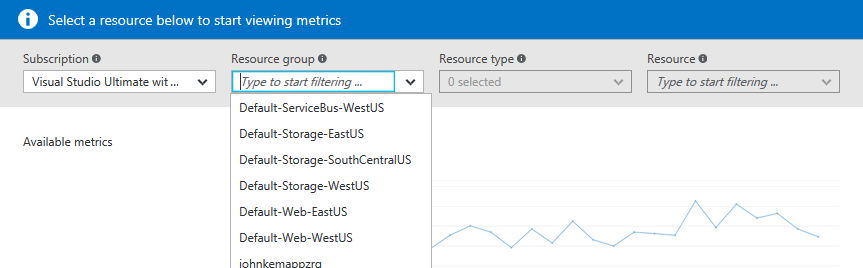 Select a resource below to start viewing metrics
Subscription Resource group Resource type Resource
Visual Studio Ultimate wit ... Type to start filtering ... 0 selected Type to start filtering ...
Default-ServiceBus-WestUS
Default-Storage-EastUS
Available metrics
Default-Storage-SouthCentralUS
Default-Storage-WestUS
Default-Web-EastUS
Default-Web-WestUS
johnkemappzrg